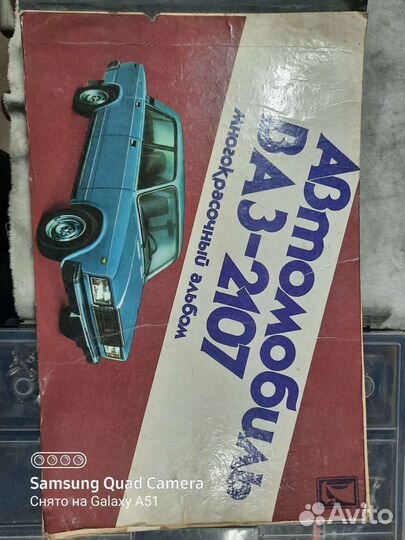 Автомобиль
ВАЗ-2107
многокрасочный альбом
SAMSUNG Quad Camera
Снято на Galaxy A51
Avito